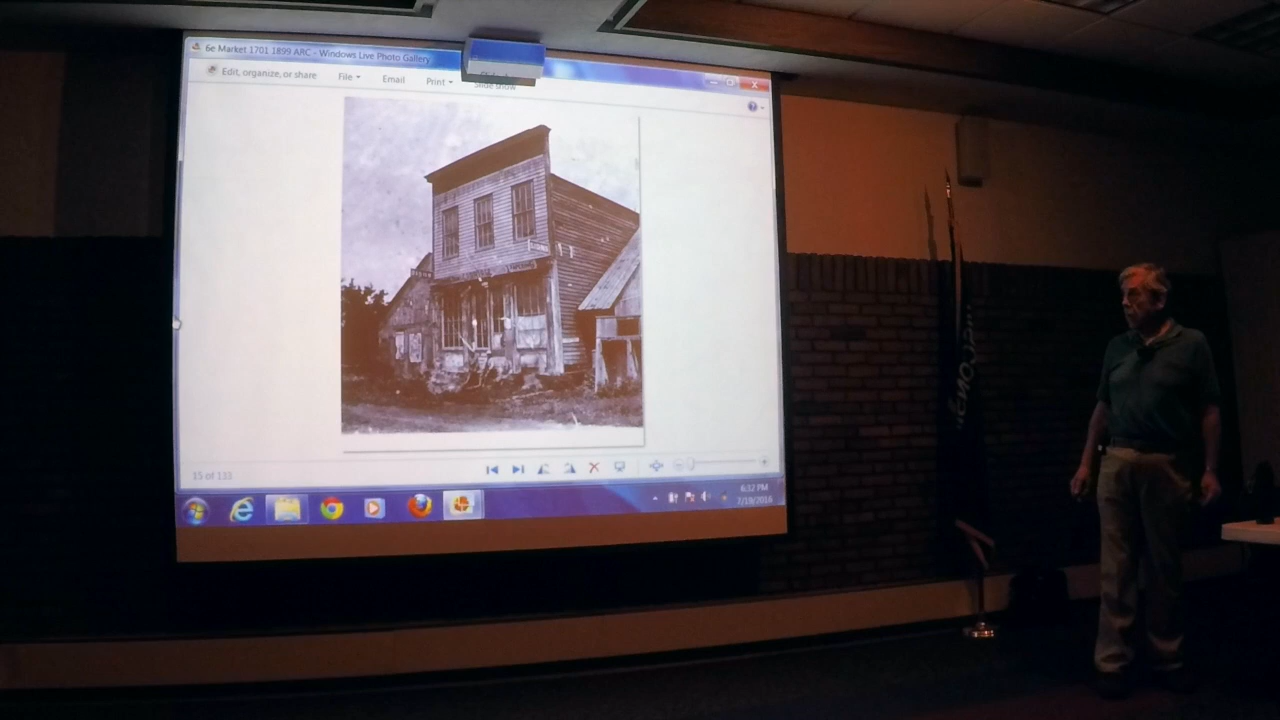 6e Market 1701 1899 ARC - Windows Live Photo Gallery
Edit, organize, or share File Email Print Slide show
15 of 133
6:32 PM
7/19/2016